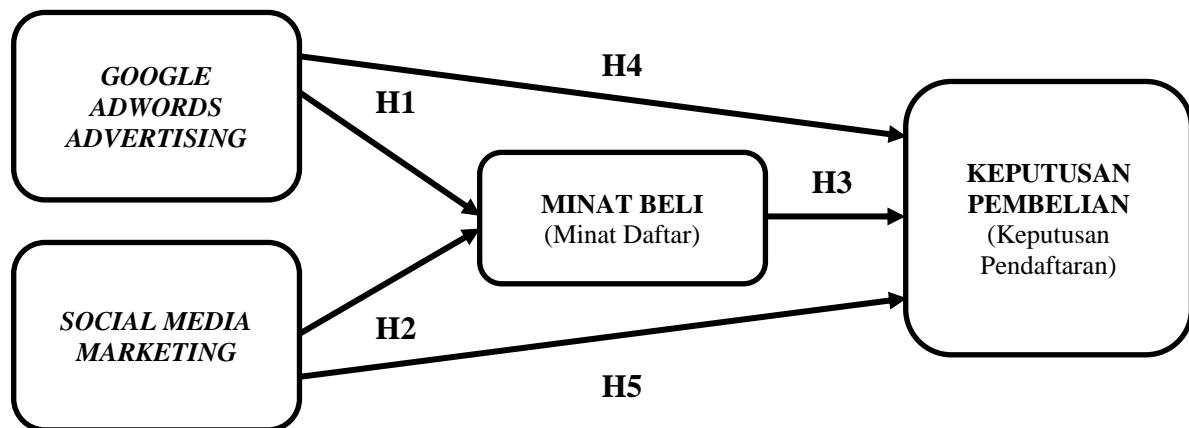 GOOGLE
ADWORDS
ADVERTISING
H4
H1
MINAT BELI
(Minat Daftar)
H3
KEPUTUSAN
PEMBELIAN
(Keputusan
Pendaftaran)
SOCIAL MEDIA
MARKETING
H2
H5